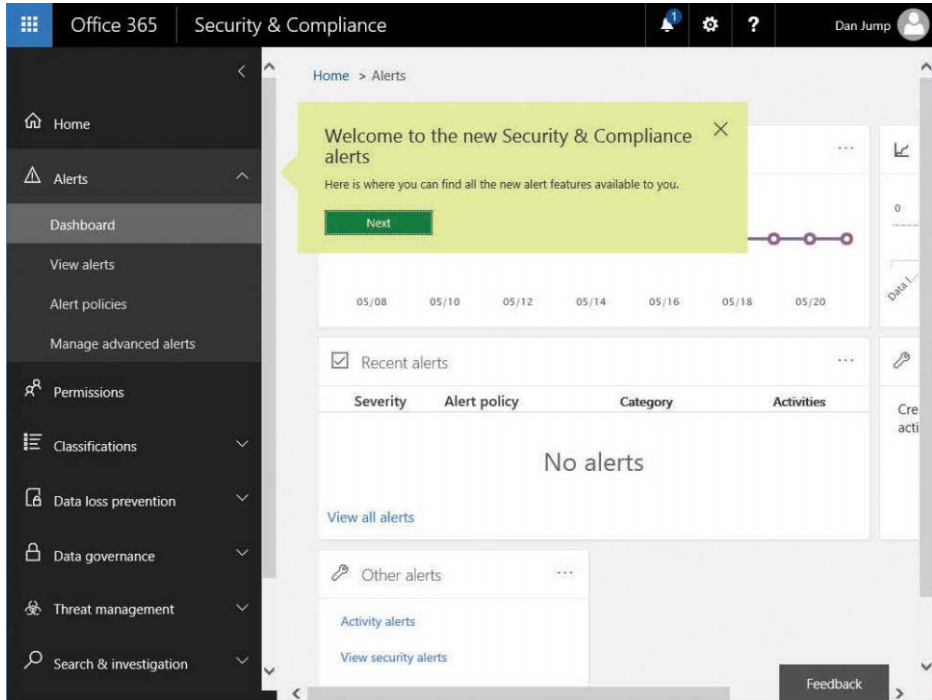 Office 365
Security & Compliance
1
?
Dan Jump
Home
Alerts
Dashboard
View alerts
Alert policies
Manage advanced alerts
Permissions
Classifications
Data loss prevention
Data governance
Threat management
Search & investigation
Home > Alerts
Welcome to the new Security & Compliance
alerts
Here is where you can find all the new alert features available to you.
Next
05/08 05/10 05/12 05/14 05/16 05/18 05/20
0
Data l...
Recent alerts
Severity Alert policy Category Activities
No alerts
View all alerts
Cre
acti
Other alerts
Activity alerts
View security alerts
Feedback